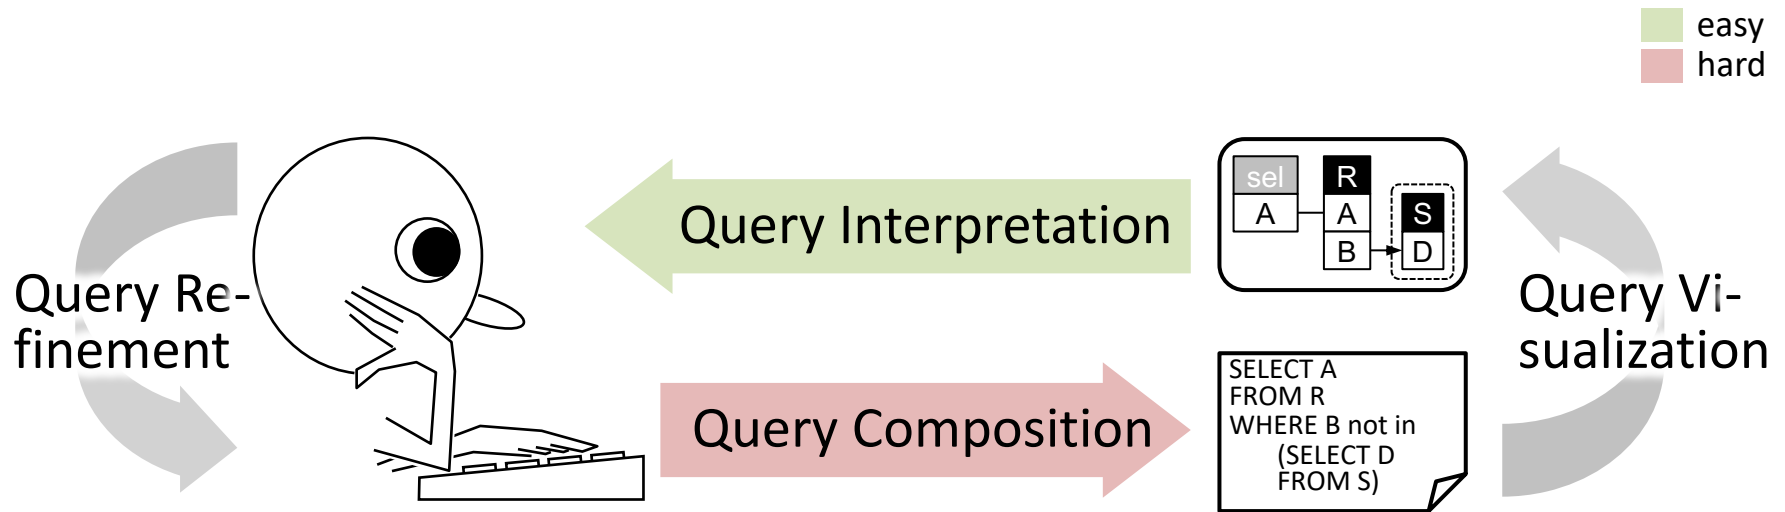 easy
hard
Query Re-
finement
Query Interpretation
sel
A
R
A
B
S
D
Query Vi-
sualization
Query Composition
SELECT A
FROM R
WHERE B not in
(SELECT D
FROM S)